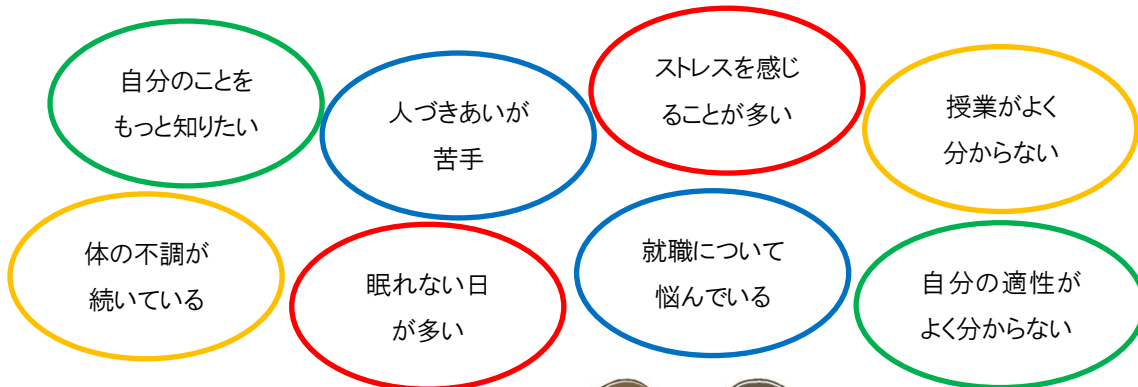 自分のことを
もっと知りたい
人づきあいが
苦手
ストレスを感じ
ることが多い
授業がよく
分からない
体の不調が
続いている
眠れない日
が多い
就職について
悩んでいる
自分の適性が
よく分からない